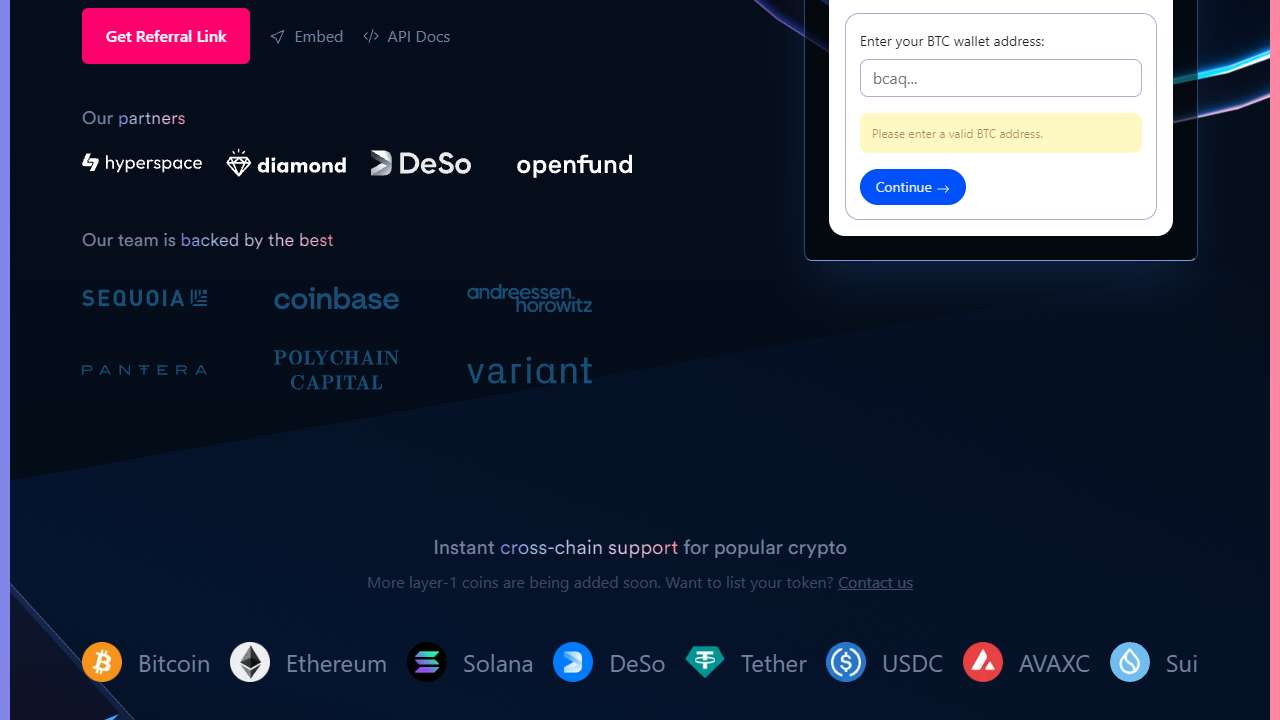 Get Referral Link
Embed
API Docs
Our partners
hyperspace
diamond
DeSo
openfund
Our team is backed by the best
SEQUOIA
coinbase
andreessen.
horowitz
PANTERA
POLYCHAIN
CAPITAL
variant
Enter your BTC wallet address:
bcaq...
Please enter a valid BTC address.
Continue →
Instant cross-chain support for popular crypto
More layer-1 coins are being added soon. Want to list your token? Contact us
Bitcoin
Ethereum
Solana
DeSo
Tether
USDC
AVAXC
Sui